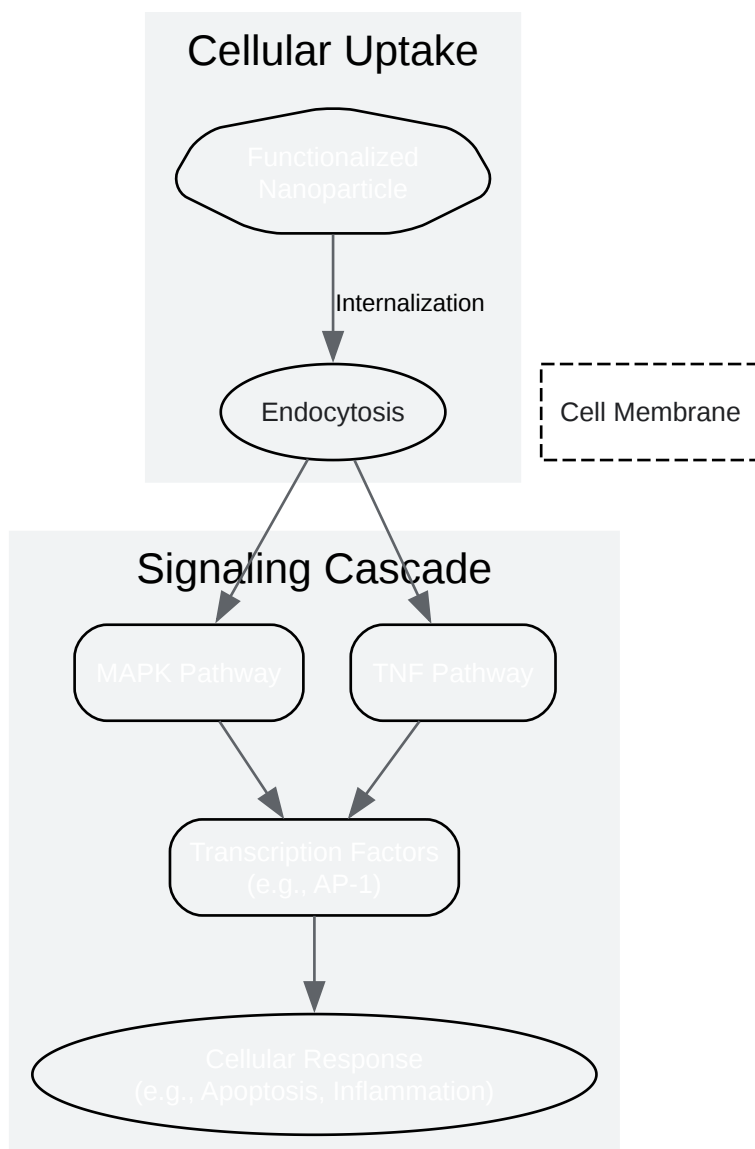 Cellular Uptake
Functionalized
Nanoparticle
Internalization
Endocytosis
Cell Membrane
Signaling Cascade
MAPK Pathway
TNF Pathway
Transcription Factors
(e.g., AP-1)
Cellular Response
(e.g., Apoptosis, Inflammation)